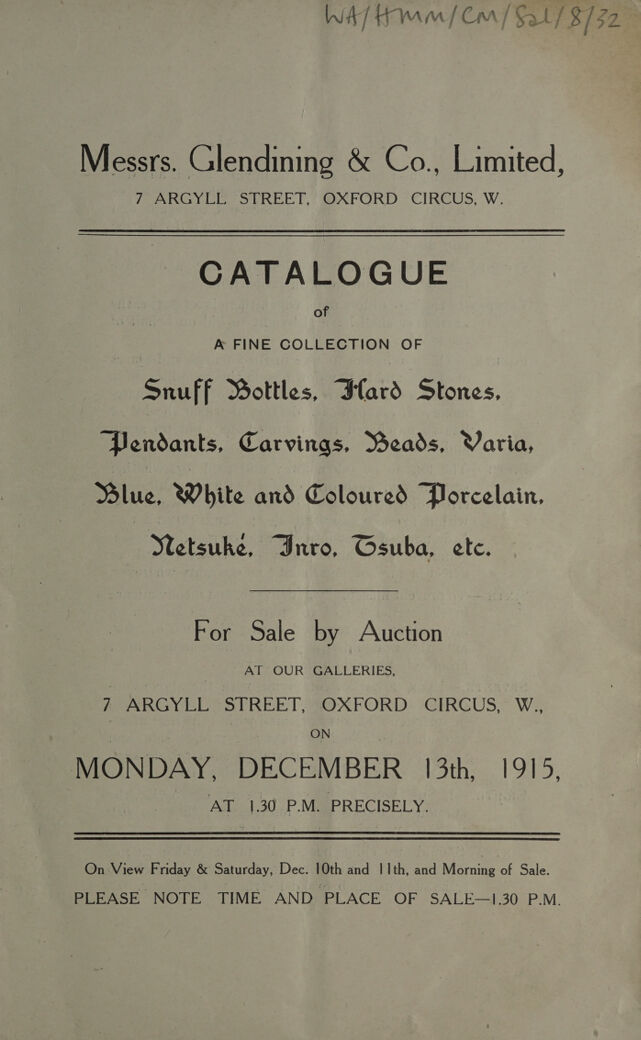 WA/HMM/CM/Sal/8/32
Messrs. Glendining & Co., Limited,
7 ARGYLL STREET, OXFORD CIRCUS, W.
CATALOGUE
of
A FINE COLLECTION OF
Snuff Bottles, Hard Stones,
Pendants, Carvings, Beads, Varia,
Blue, White and Coloured Porcelain,
Netsuké, Inro, Tsuba, etc.
For Sale by Auction
AT OUR GALLERIES,
7 ARGYLL STREET, OXFORD CIRCUS, W.,
ON
MONDAY, DECEMBER 13th, 1915,
AT 1.30 P.M. PRECISELY.
On View Friday & Saturday, Dec. 10th and 11th, and Morning of Sale.
PLEASE NOTE TIME AND PLACE OF SALE—1.30 P.M.